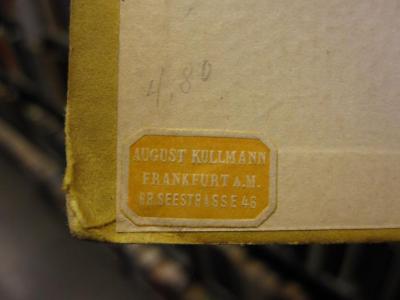 4,80
AUGUST KULLMANN
FRANKFURT A.M.
GR.SEESTRASSE 46